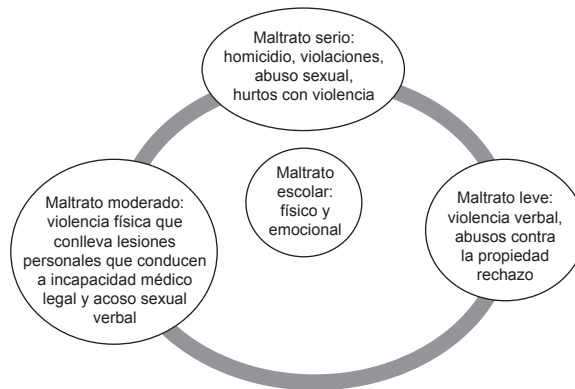 Maltrato serio:
homicidio, violaciones,
abuso sexual,
hurtos con violencia
Maltrato
escolar:
físico y
emocional
Maltrato moderado:
violencia física que
conlleva lesiones
personales que conducen
a incapacidad médico
legal y acoso sexual
verbal
Maltrato leve:
violencia verbal,
abusos contra
la propiedad
rechazo